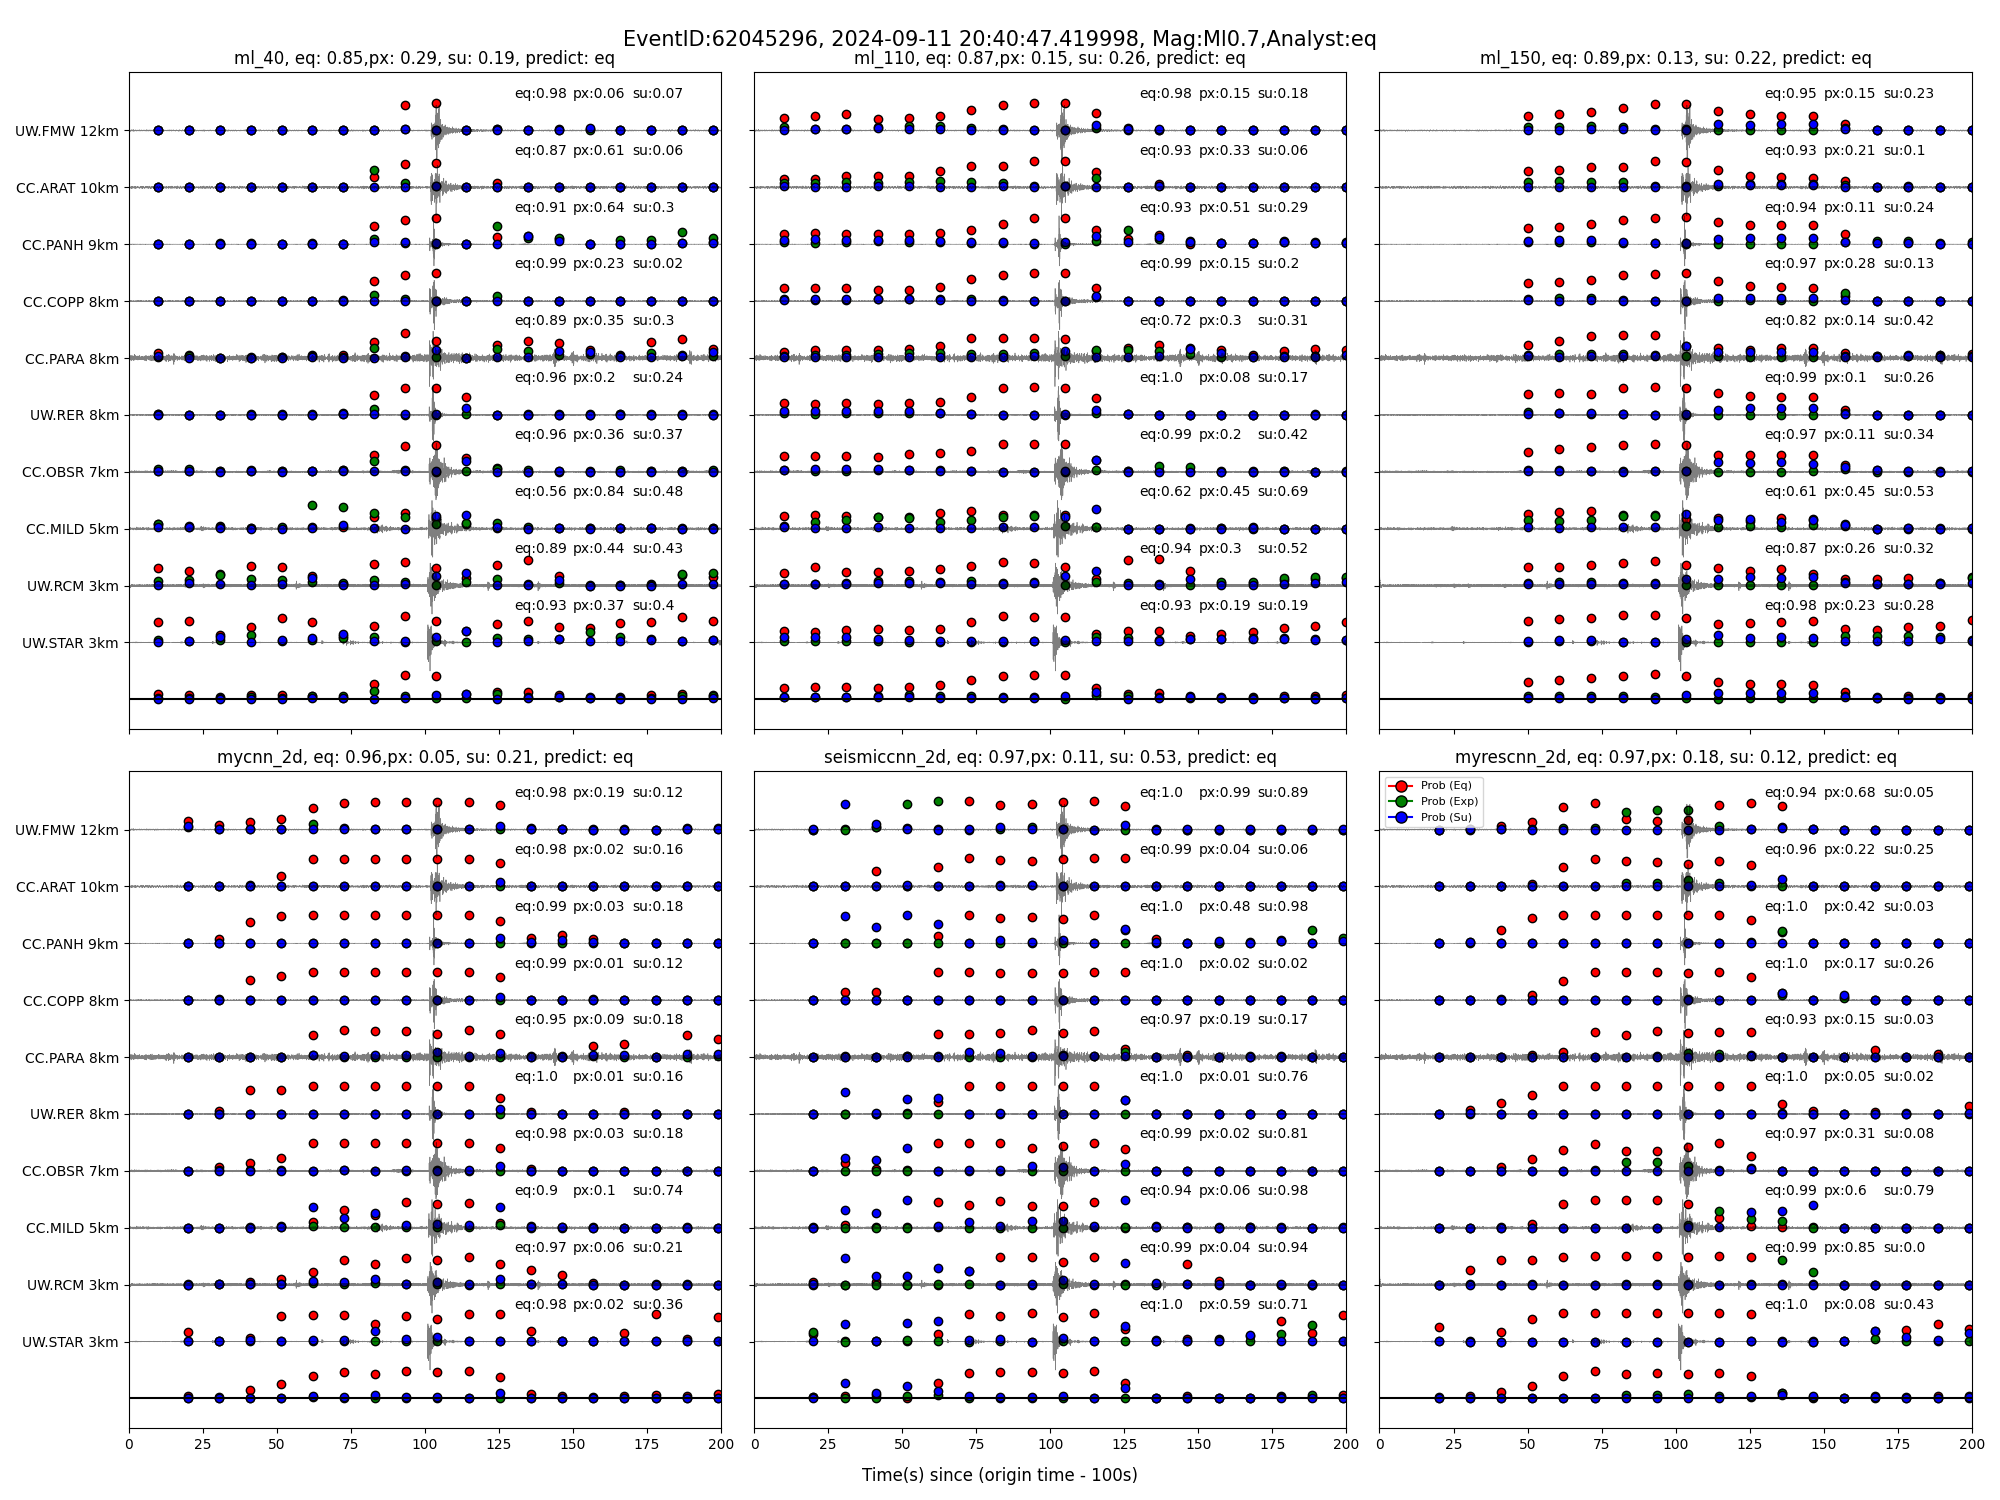 EventID:62045296, 2024-09-11 20:40:47.419998, Mag:Ml0.7,Analyst:eq
ml_40, eq: 0.85,px: 0.29, su: 0.19, predict: eq
eq:0.98 px:0.06 su:0.07
UW.FMW 12km
eq:0.87 px:0.61 su:0.06
CC.ARAT 10km
eq:0.91 px:0.64 su:0.3
CC.PANH 9km
eq:0.99 px:0.23 su:0.02
CC.COPP 8km
eq:0.89 px:0.35 su:0.3
CC.PARA 8km
eq:0.96 px:0.2 su:0.24
UW.RER 8km
eq:0.96 px:0.36 su:0.37
CC.OBSR 7km
eq:0.56 px:0.84 su:0.48
CC.MILD 5km
eq:0.89 px:0.44 su:0.43
UW.RCM 3km
eq:0.93 px:0.37 su:0.4
UW.STAR 3km
ml_110, eq: 0.87,px: 0.15, su: 0.26, predict: eq
eq:0.98 px:0.15 su:0.18
eq:0.93 px:0.33 su:0.06
eq:0.93 px:0.51 su:0.29
eq:0.99 px:0.15 su:0.2
eq:0.72 px:0.3 su:0.31
eq:1.0 px:0.08 su:0.17
eq:0.99 px:0.2 su:0.42
eq:0.62 px:0.45 su:0.69
eq:0.94 px:0.3 su:0.52
eq:0.93 px:0.19 su:0.19
ml_150, eq: 0.89,px: 0.13, su: 0.22, predict: eq
eq:0.95 px:0.15 su:0.23
eq:0.93 px:0.21 su:0.1
eq:0.94 px:0.11 su:0.24
eq:0.97 px:0.28 su:0.13
eq:0.82 px:0.14 su:0.42
eq:0.99 px:0.1 su:0.26
eq:0.97 px:0.11 su:0.34
eq:0.61 px:0.45 su:0.53
eq:0.87 px:0.26 su:0.32
eq:0.98 px:0.23 su:0.28
mycnn_2d, eq: 0.96,px: 0.05, su: 0.21, predict: eq
eq:0.98 px:0.19 su:0.12
UW.FMW 12km
eq:0.98 px:0.02 su:0.16
CC.ARAT 10km
eq:0.99 px:0.03 su:0.18
CC.PANH 9km
eq:0.99 px:0.01 su:0.12
CC.COPP 8km
eq:0.95 px:0.09 su:0.18
CC.PARA 8km
eq:1.0 px:0.01 su:0.16
UW.RER 8km
eq:0.98 px:0.03 su:0.18
CC.OBSR 7km
eq:0.9 px:0.1 su:0.74
CC.MILD 5km
eq:0.97 px:0.06 su:0.21
UW.RCM 3km
eq:0.98 px:0.02 su:0.36
UW.STAR 3km
0 25 50 75 100 125 150 175 200
seismiccnn_2d, eq: 0.97,px: 0.11, su: 0.53, predict: eq
eq:1.0 px:0.99 su:0.89
eq:0.99 px:0.04 su:0.06
eq:1.0 px:0.48 su:0.98
eq:1.0 px:0.02 su:0.02
eq:0.97 px:0.19 su:0.17
eq:1.0 px:0.01 su:0.76
eq:0.99 px:0.02 su:0.81
eq:0.94 px:0.06 su:0.98
eq:0.99 px:0.04 su:0.94
eq:1.0 px:0.59 su:0.71
0 25 50 75 100 125 150 175 200
myrescnn_2d, eq: 0.97,px: 0.18, su: 0.12, predict: eq
Prob (Eq)
Prob (Exp)
Prob (Su)
eq:0.94 px:0.68 su:0.05
eq:0.96 px:0.22 su:0.25
eq:1.0 px:0.42 su:0.03
eq:1.0 px:0.17 su:0.26
eq:0.93 px:0.15 su:0.03
eq:1.0 px:0.05 su:0.02
eq:0.97 px:0.31 su:0.08
eq:0.99 px:0.6 su:0.79
eq:0.99 px:0.85 su:0.0
eq:1.0 px:0.08 su:0.43
0 25 50 75 100 125 150 175 200
Time(s) since (origin time - 100s)